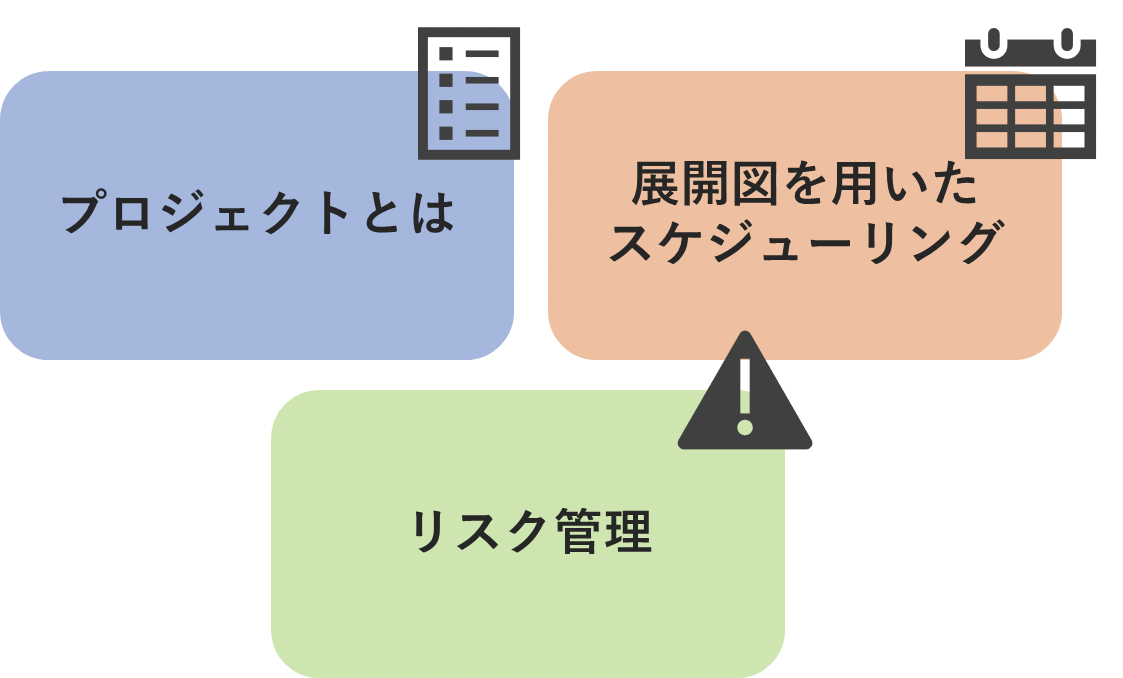 プロジェクトとは
展開図を用いた
スケジューリング
リスク管理